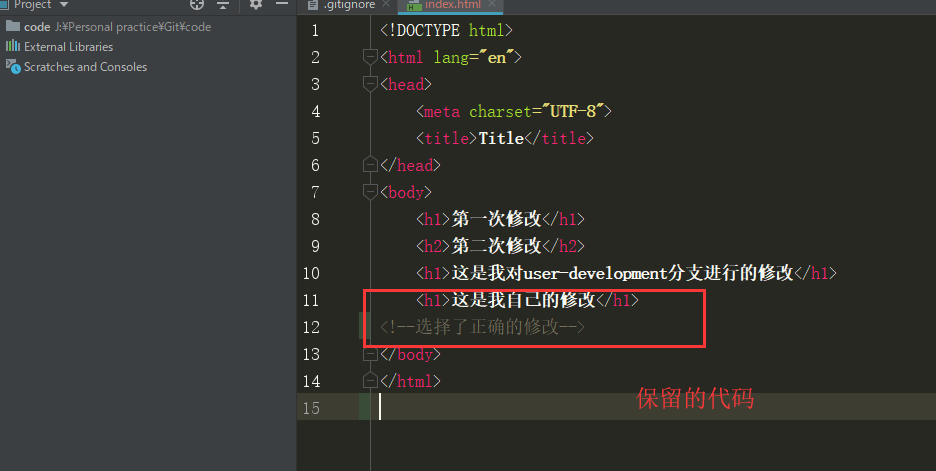 Project
.gitignore
index.html
code J:¥Personal practice¥Git¥code
External Libraries
Scratches and Consoles
1 <!DOCTYPE html>
2 <html lang="en">
3 <head>
4 <meta charset="UTF-8">
5 <title>Title</title>
6 </head>
7 <body>
8 <h1>第一次修改</h1>
9 <h2>第二次修改</h2>
10 <h1>这是我对user-development分支进行的修改</h1>
11 <h1>这是我自己的修改</h1>
12 <!--选择了正确的修改-->
13 </body>
14 </html>
15
保留的代码